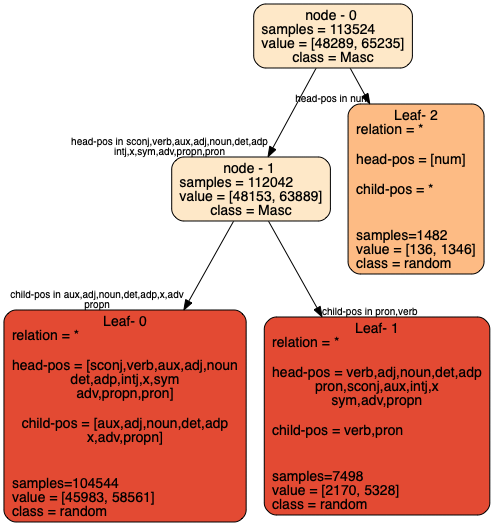 node - 0
samples = 113524
value = [48289, 65235]
class = Masc
head-pos in num
head-pos in sconj,verb,aux,adj,noun,det,adp
intj,x,sym,adv,propn,pron
Leaf- 2
relation = *
head-pos = [num]
child-pos = *
samples=1482
value = [136, 1346]
class = random
node - 1
samples = 112042
value = [48153, 63889]
class = Masc
child-pos in aux,adj,noun,det,adp,x,adv
propn
child-pos in pron,verb
Leaf- 0
relation = *
head-pos = [sconj,verb,aux,adj,noun
det,adp,intj,x,sym
adv,propn,pron]
child-pos = [aux,adj,noun,det,adp
x,adv,propn]
samples=104544
value = [45983, 58561]
class = random
Leaf- 1
relation = *
head-pos = verb,adj,noun,det,adp
pron,sconj,aux,intj,x
sym,adv,propn
child-pos = verb,pron
samples=7498
value = [2170, 5328]
class = random